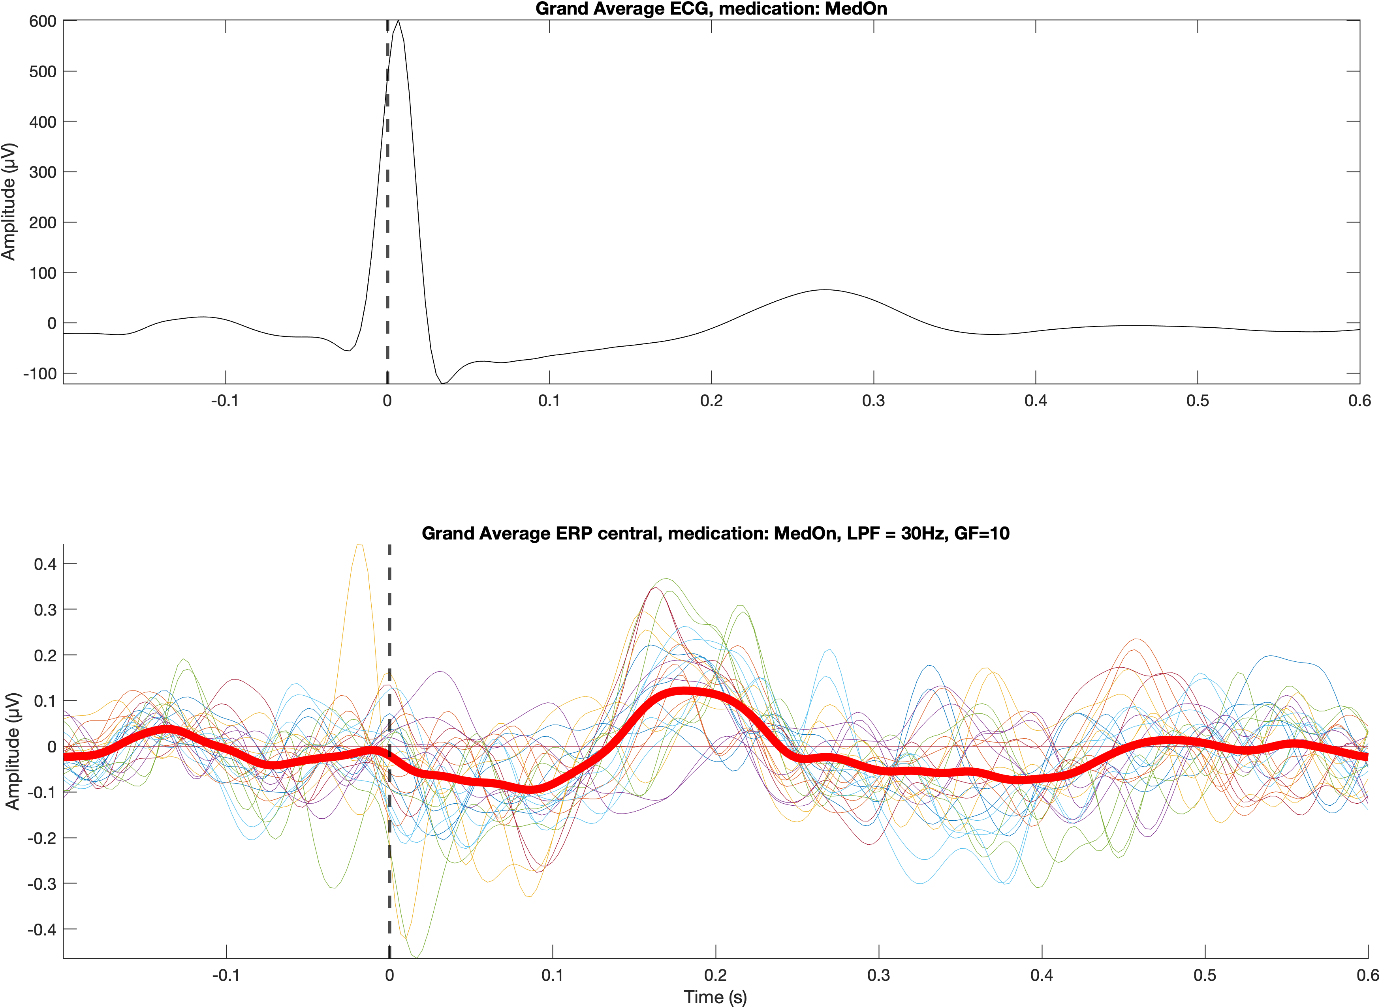 Grand Average ECG, medication: MedOn
600
500
400
300
200
100
0
-100
Amplitude (µV)
-0.1 0 0.1 0.2 0.3 0.4 0.5 0.6
Grand Average ERP central, medication: MedOn, LPF = 30Hz, GF=10
0.4
0.3
0.2
0.1
0
-0.1
-0.2
-0.3
-0.4
Amplitude (µV)
-0.1 0 0.1 0.2 0.3 0.4 0.5 0.6
Time (s)